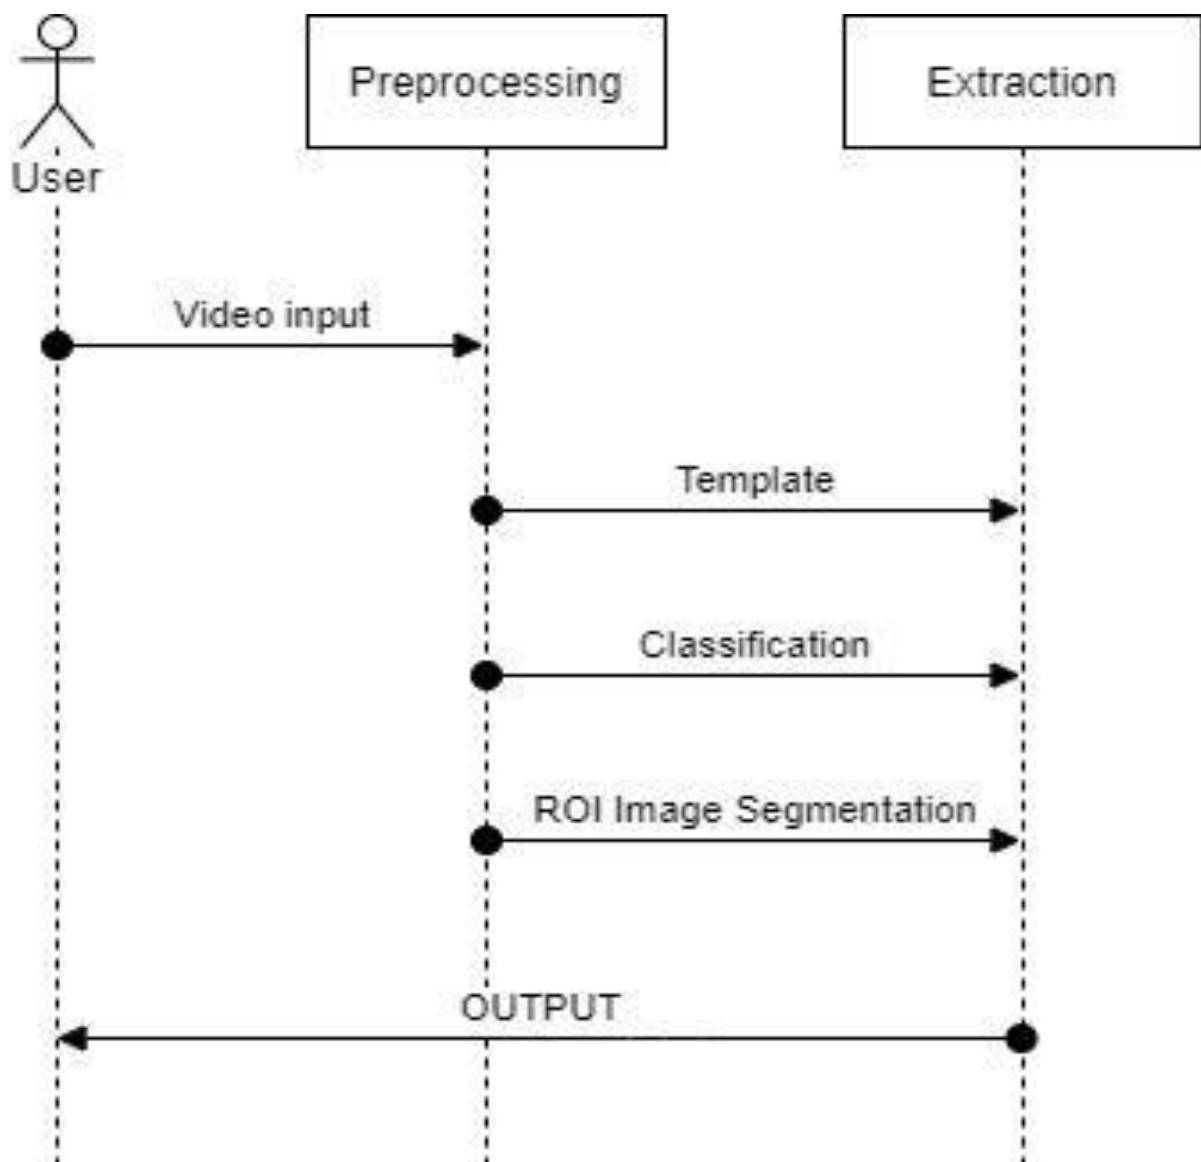 Preprocessing
Extraction
User
Video input
Template
Classification
ROI Image Segmentation
OUTPUT